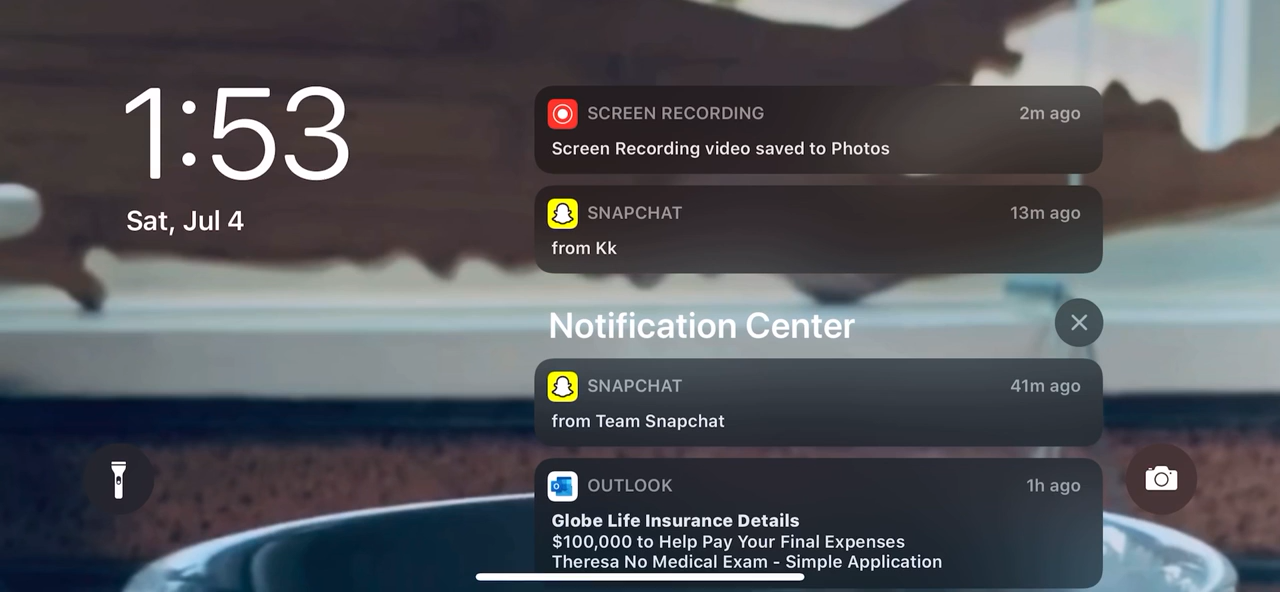 1:53
Sat, Jul 4
SCREEN RECORDING 2m ago
Screen Recording video saved to Photos
SNAPCHAT 13m ago
from Kk
Notification Center
SNAPCHAT 41m ago
from Team Snapchat
OUTLOOK 1h ago
Globe Life Insurance Details
$100,000 to Help Pay Your Final Expenses
Theresa No Medical Exam - Simple Application